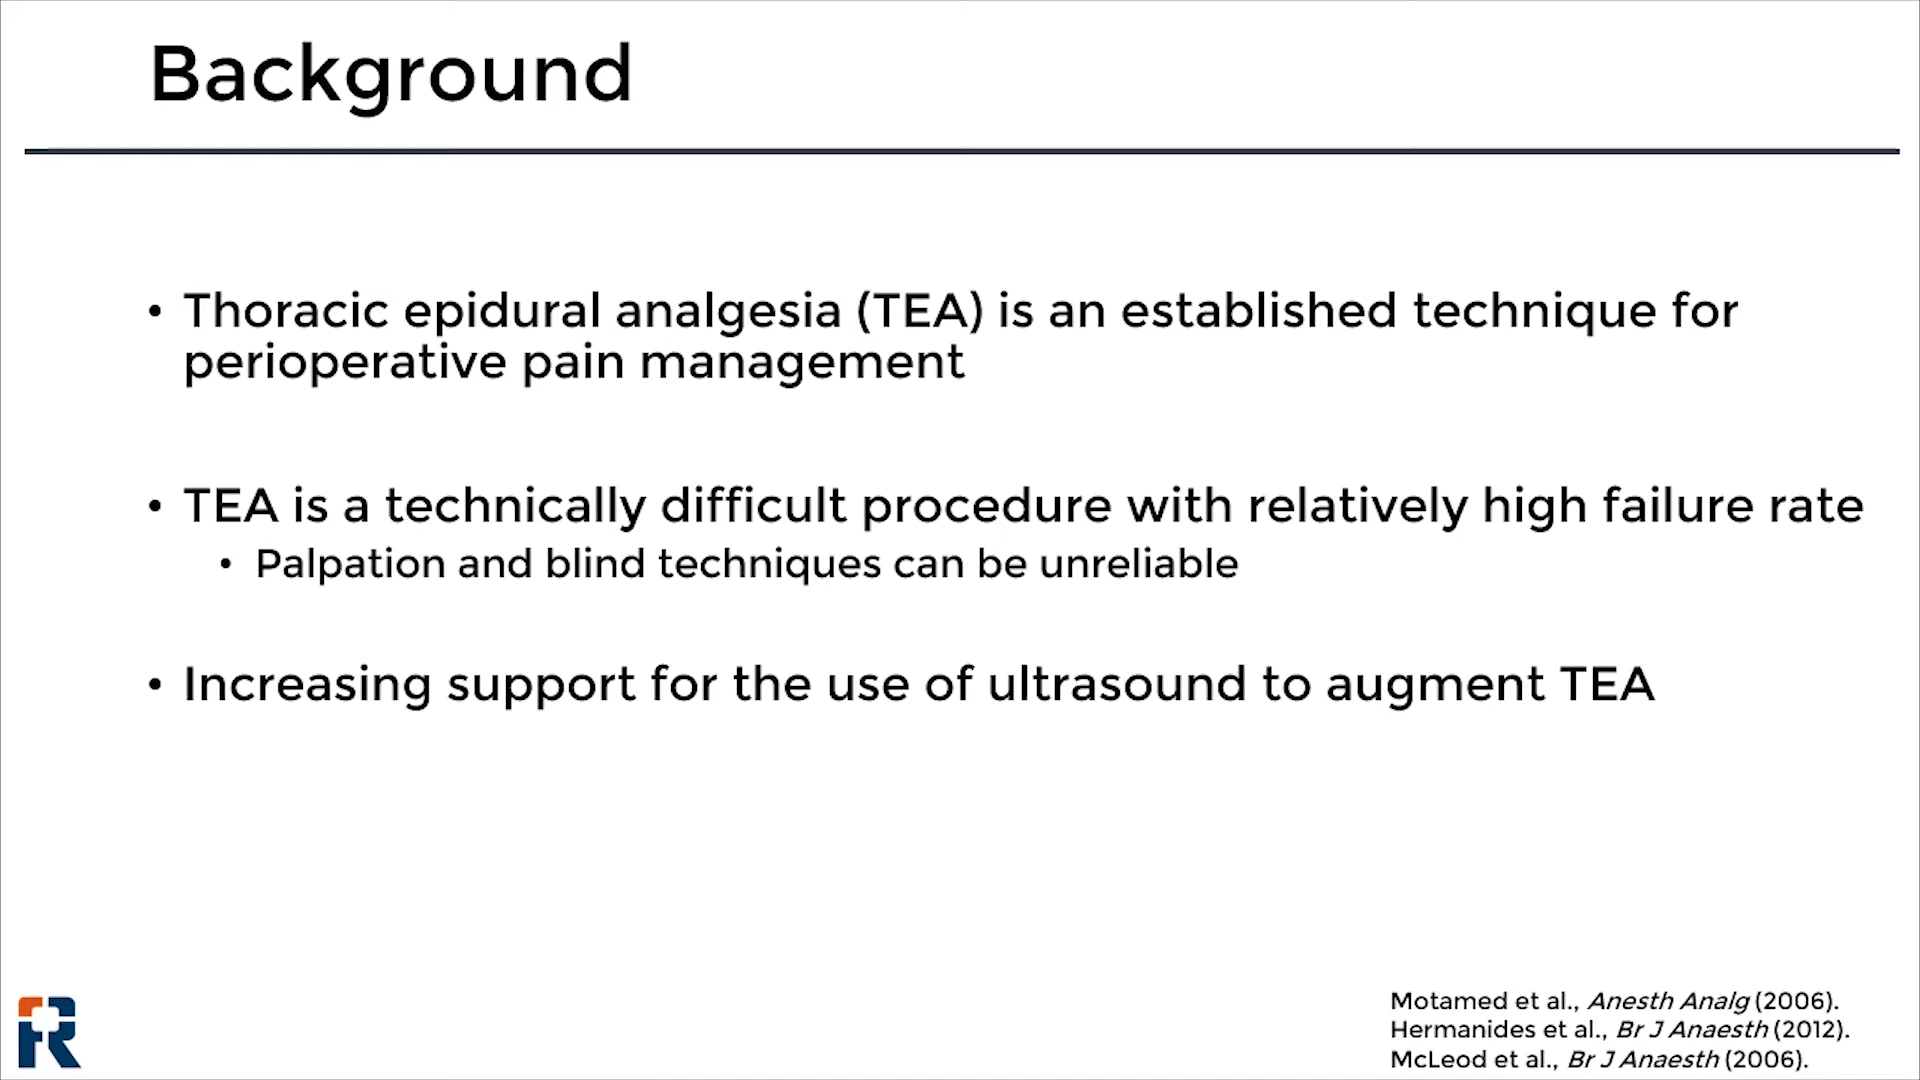 Background
• Thoracic epidural analgesia (TEA) is an established technique for
perioperative pain management
• TEA is a technically difficult procedure with relatively high failure rate
• Palpation and blind techniques can be unreliable
• Increasing support for the use of ultrasound to augment TEA
Motamed et al., Anesth Analg (2006).
Hermanides et al., Br J Anaesth (2012).
McLeod et al., Br J Anaesth (2006).